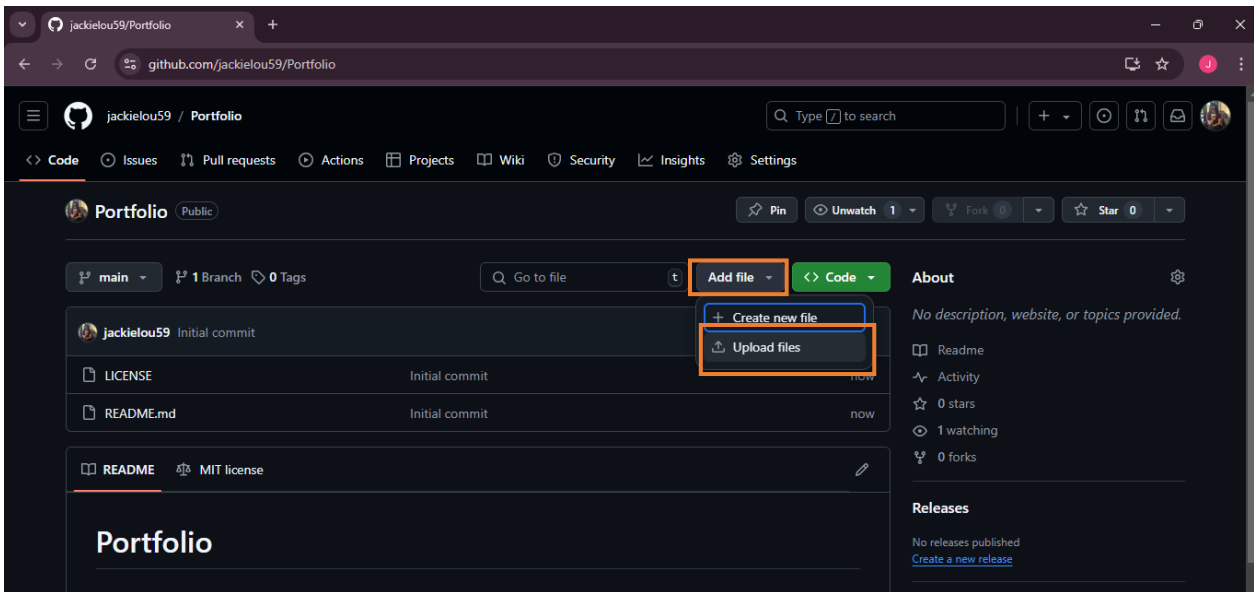 jackielou59/Portfolio
github.com/jackielou59/Portfolio
J
jackielou59 / Portfolio
Type / to search
Code Issues Pull requests Actions Projects Wiki Security Insights Settings
Portfolio Public
Pin Unwatch 1 Fork 0 Star 0
main 1 Branch 0 Tags Go to file t Add file Code
Create new file
Upload files
jackielou59 Initial commit
LICENSE Initial commit now
README.md Initial commit now
README MIT license
Portfolio
About
No description, website, or topics provided.
Readme
Activity
0 stars
1 watching
0 forks
Releases
No releases published
Create a new release